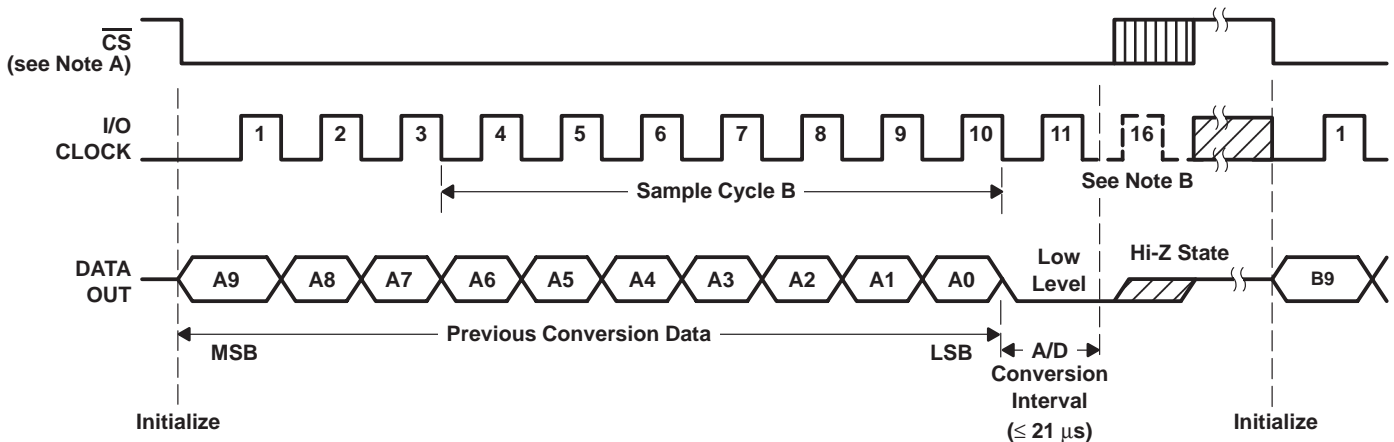 CS
(see Note A)
I/O
CLOCK
1 2 3 4 5 6 7 8 9 10 11 16 1
Sample Cycle B
See Note B
DATA
OUT
A9 A8 A7 A6 A5 A4 A3 A2 A1 A0
Low
Level
Hi-Z State
B9
Previous Conversion Data
MSB
LSB
A/D
Conversion
Interval
(≤ 21 μs)
Initialize
Initialize